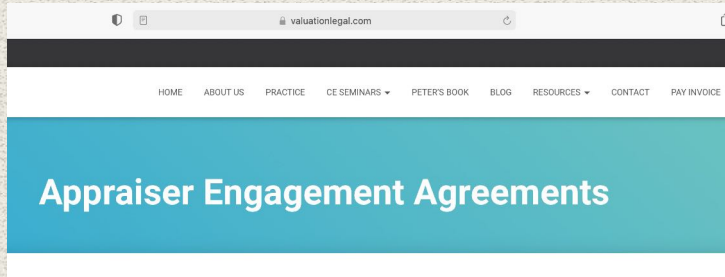 valuationlegal.com
HOME ABOUT US PRACTICE CE SEMINARS PETER'S BOOK BLOG RESOURCES CONTACT PAY INVOICE
Appraiser Engagement Agreements